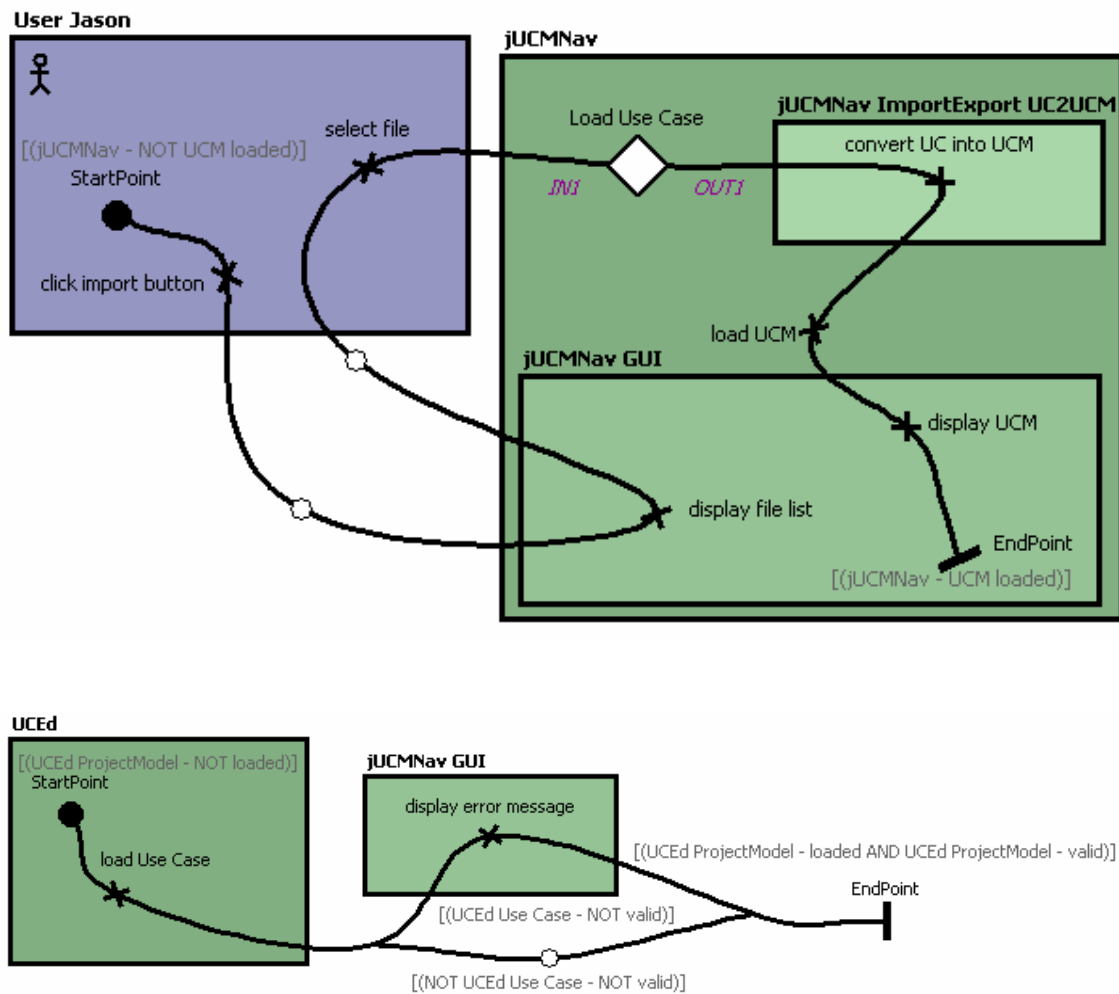 User Jason
jUCMNav
jUCMNav ImportExport UC2UCM
Load Use Case
select file
convert UC into UCM
[(jUCMNav - NOT UCM loaded)]
StartPoint
IN1
OUT1
click import button
load UCM
jUCMNav GUI
display UCM
display file list
EndPoint
[(jUCMNav - UCM loaded)]
UCEd
[(UCEd ProjectModel - NOT loaded)]
StartPoint
jUCMNav GUI
display error message
load Use Case
[(UCEd ProjectModel - loaded AND UCEd ProjectModel - valid)]
EndPoint
[(UCEd Use Case - NOT valid)]
[(NOT UCEd Use Case - NOT valid)]